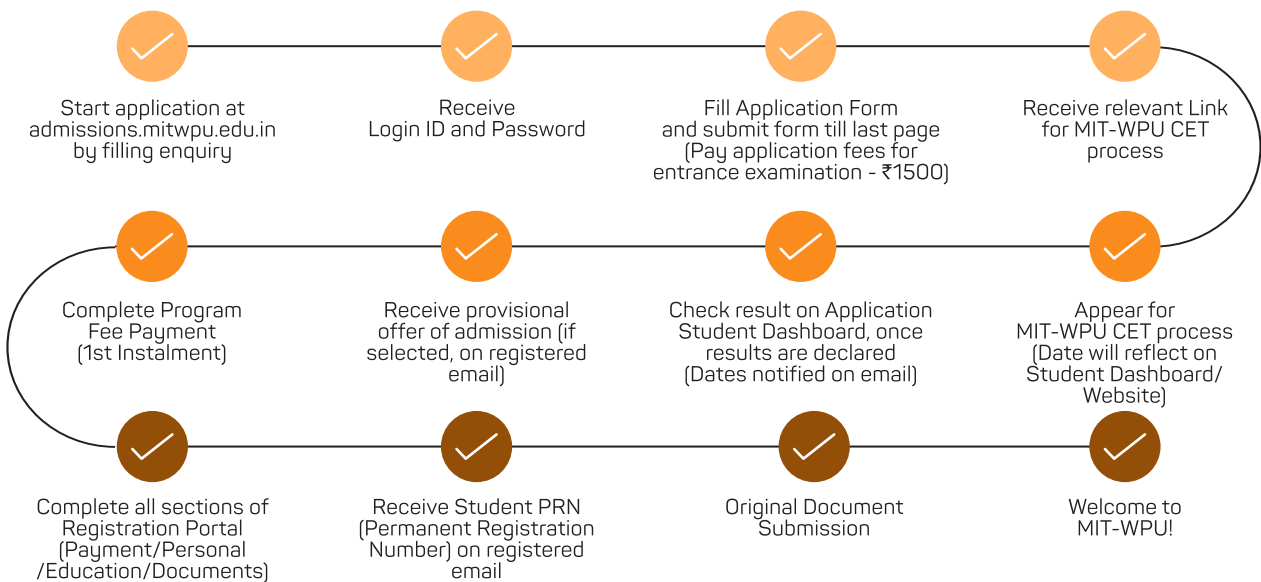 Start application at
admissions.mitwpu.edu.in
by filling enquiry
Receive
Login ID and Password
Fill Application Form
and submit form till last page
(Pay application fees for
entrance examination - ₹1500)
Receive relevant Link
for MIT-WPU CET
process
Appear for
MIT-WPU CET process
(Date will reflect on
Student Dashboard/
Website)
Check result on Application
Student Dashboard, once
results are declared
(Dates notified on email)
Receive provisional
offer of admission (if
selected, on registered
email)
Complete Program
Fee Payment
(1st Instalment)
Complete all sections of
Registration Portal
(Payment/Personal
/Education/Documents)
Receive Student PRN
(Permanent Registration
Number) on registered
email
Original Document
Submission
Welcome to
MIT-WPU!